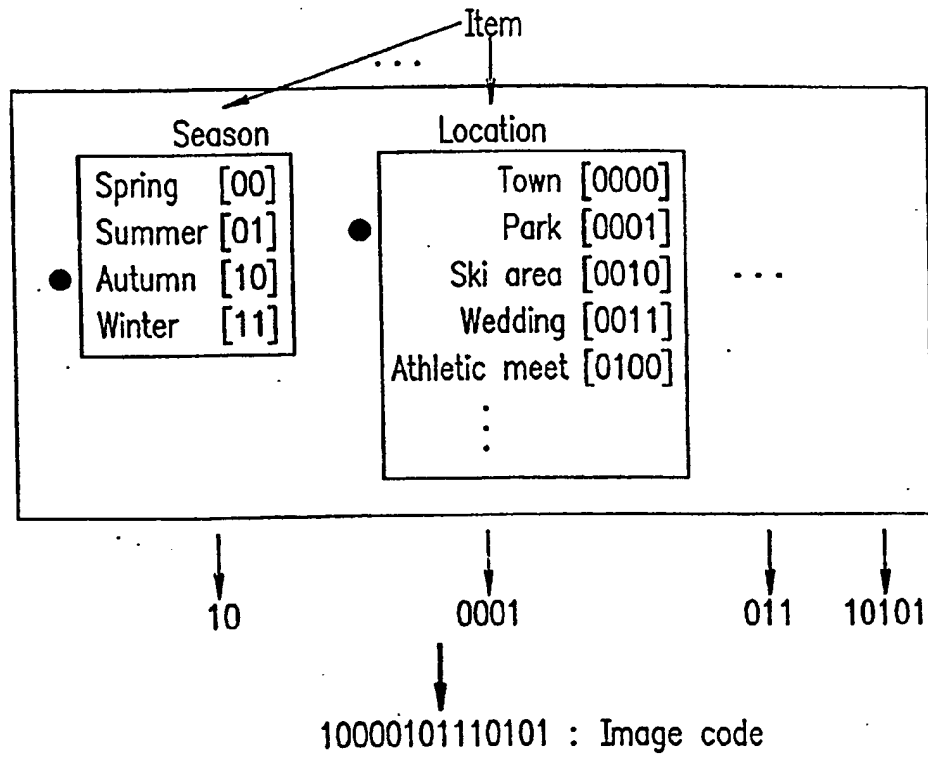 Item
...
Season Location
Spring [00]
Summer [01]
Autumn [10]
Winter [11]
Town [0000]
Park [0001]
Ski area [0010]
Wedding [0011]
Athletic meet [0100]
...
10 0001 011 10101
10000101110101 : Image code